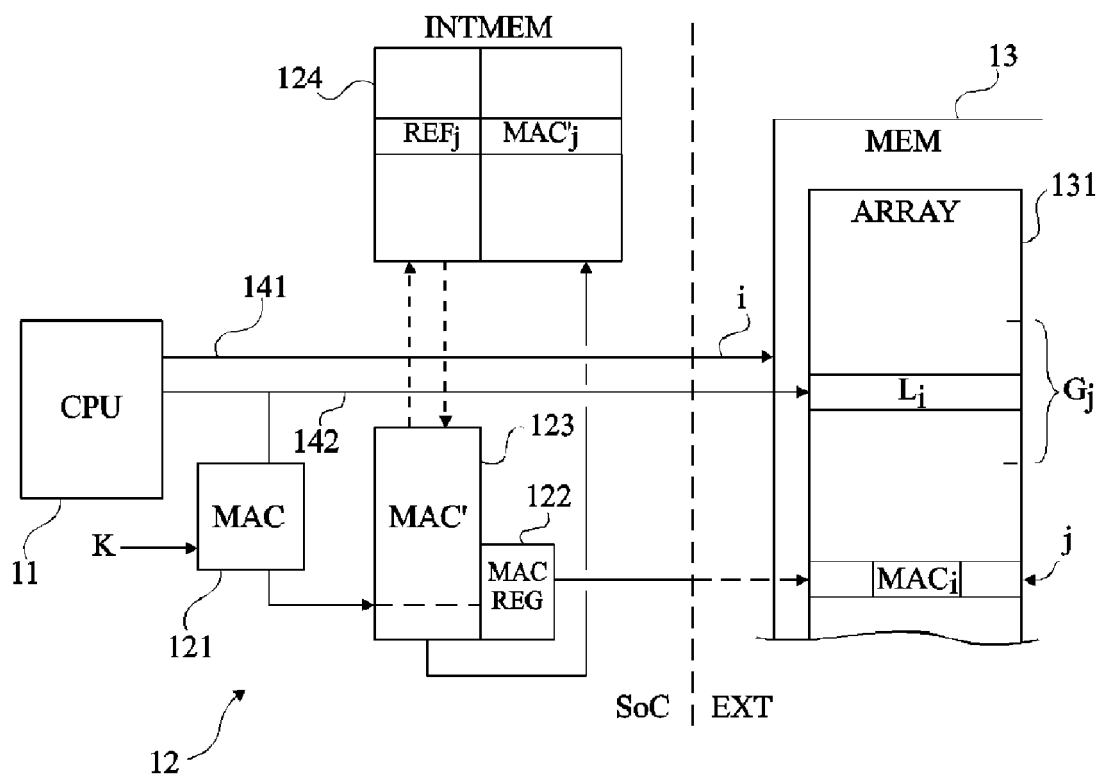 INTMEM
124
13
REFj
MAC'j
MEM
131
ARRAY
141
i
CPU
Li
Gj
142
123
MAC
MAC'
122
K
11
MAC
REG
MACi
j
121
SoC
EXT
12